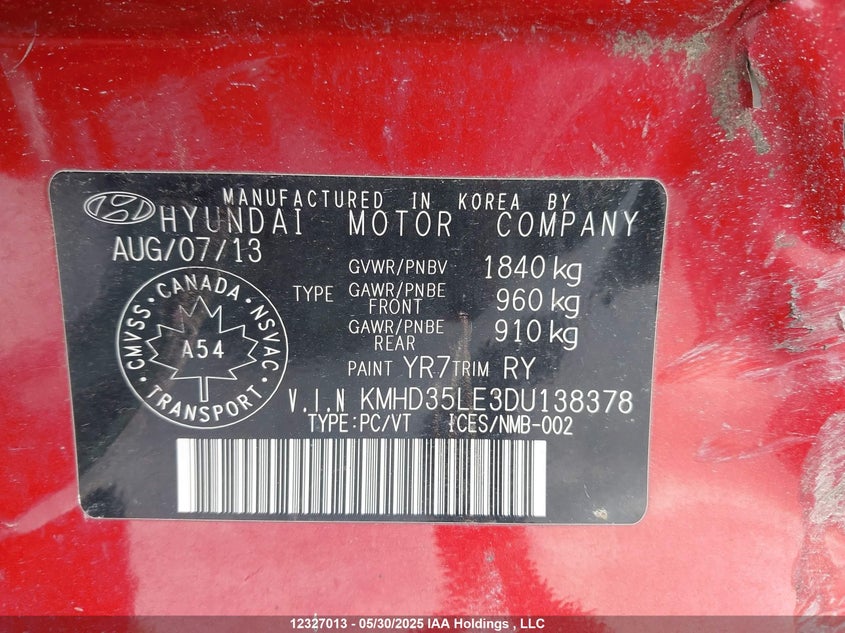 MANUFACTURED IN KOREA BY
HYUNDAI MOTOR COMPANY
AUG/07/13
GVWR/PNBV 1840 kg
TYPE GAWR/PNBE FRONT 960 kg
GAWR/PNBE REAR 910 kg
CANADA
CMVSS · NSVAC
A54
TRANSPORT
PAINT YR7 TRIM RY
V.I.N KMHD35LE3DU138378
TYPE:PC/VT ICES/NMB-002
12327013 - 05/30/2025 IAA Holdings , LLC